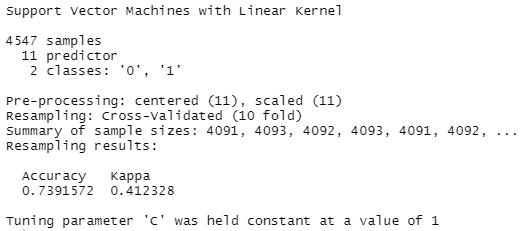 Support Vector Machines with Linear Kernel
4547 samples
11 predictor
2 classes: '0', '1'
Pre-processing: centered (11), scaled (11)
Resampling: Cross-Validated (10 fold)
Summary of sample sizes: 4091, 4093, 4092, 4093, 4091, 4092, ...
Resampling results:
Accuracy Kappa
0.7391572 0.412328
Tuning parameter 'C' was held constant at a value of 1